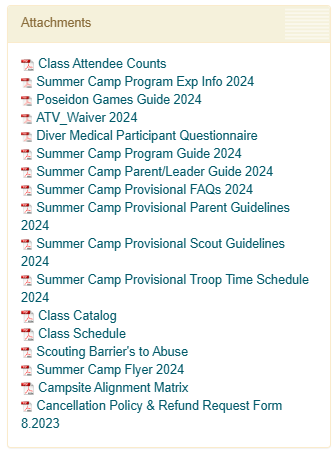 Attachments
Class Attendee Counts
Summer Camp Program Exp Info 2024
Poseidon Games Guide 2024
ATV_Waiver 2024
Diver Medical Participant Questionnaire
Summer Camp Program Guide 2024
Summer Camp Parent/Leader Guide 2024
Summer Camp Provisional FAQs 2024
Summer Camp Provisional Parent Guidelines
2024
Summer Camp Provisional Scout Guidelines
2024
Summer Camp Provisional Troop Time Schedule
2024
Class Catalog
Class Schedule
Scouting Barrier's to Abuse
Summer Camp Flyer 2024
Campsite Alignment Matrix
Cancellation Policy & Refund Request Form
8.2023